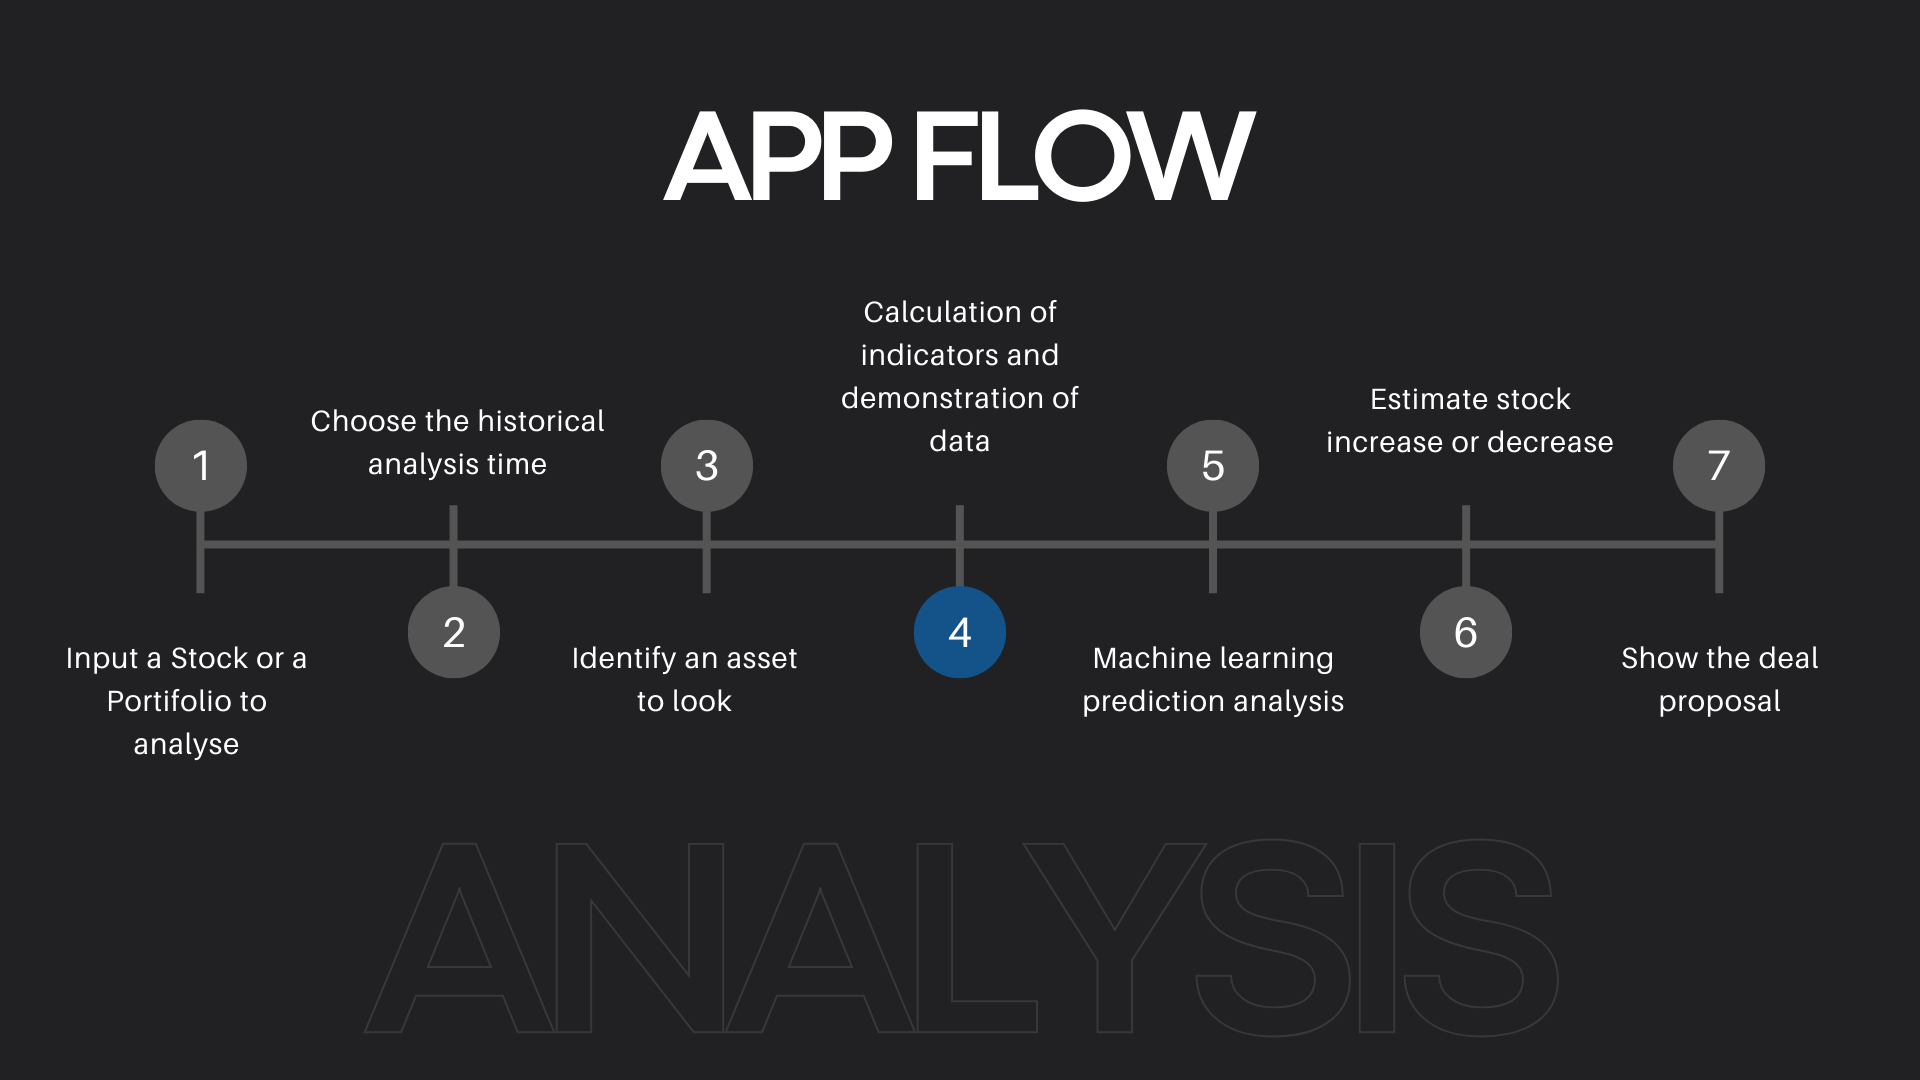 APP FLOW
1
Input a Stock or a
Portifolio to
analyse
Choose the historical
analysis time
2
3
Identify an asset
to look
Calculation of
indicators and
demonstration of
data
4
5
Machine learning
prediction analysis
Estimate stock
increase or decrease
6
7
Show the deal
proposal
ANALYSIS